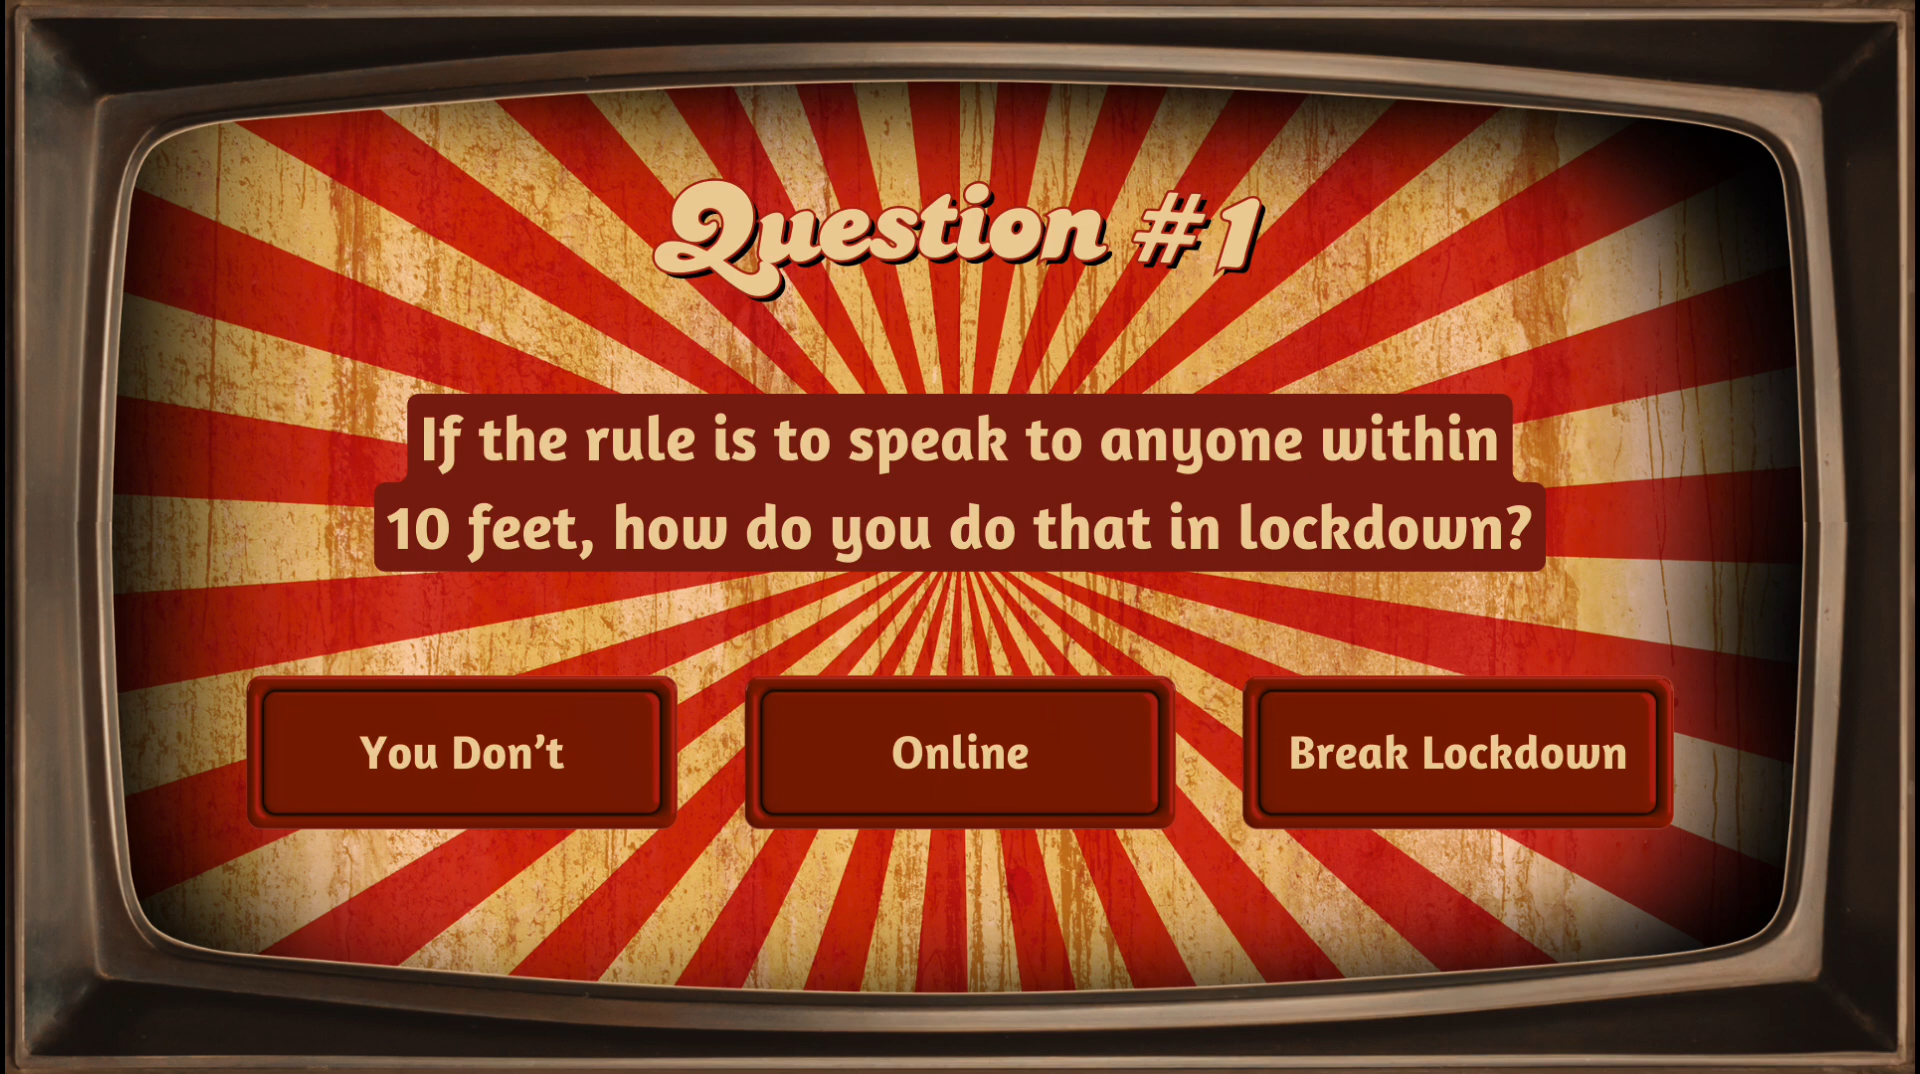 Question #1
If the rule is to speak to anyone within
10 feet, how do you do that in lockdown?
You Don’t
Online
Break Lockdown